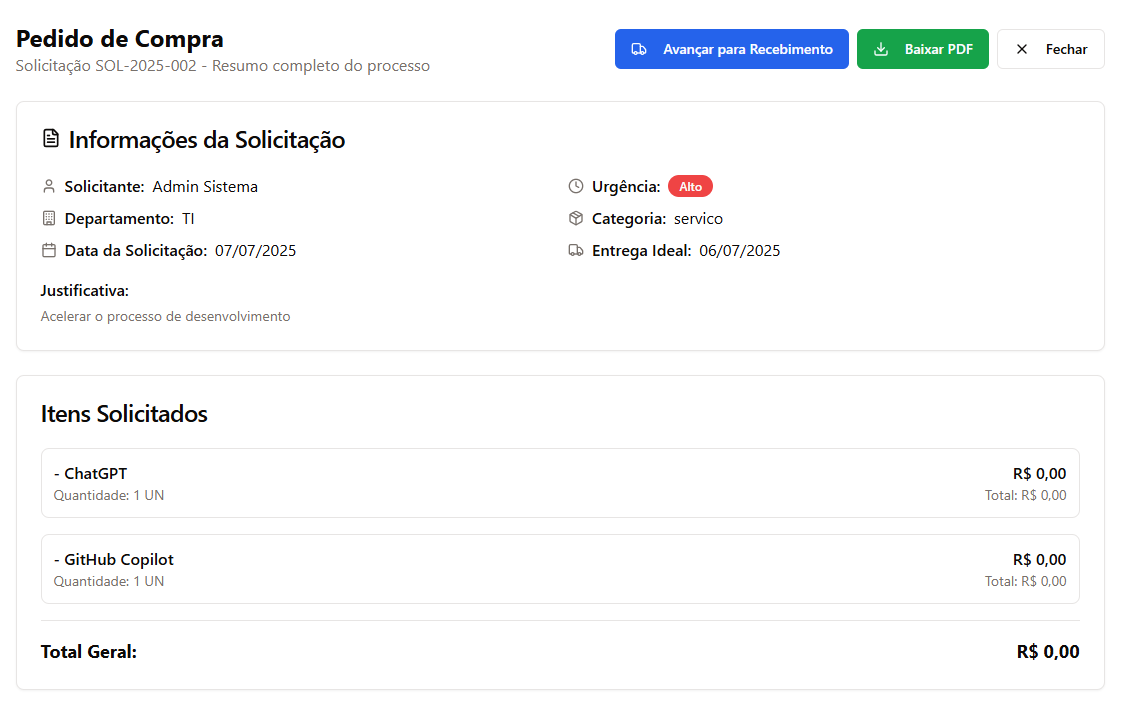 Pedido de Compra
Solicitação SOL-2025-002 - Resumo completo do processo
Avançar para Recebimento
Baixar PDF
Fechar
Informações da Solicitação
Solicitante: Admin Sistema
Urgência: Alto
Departamento: TI
Categoria: servico
Data da Solicitação: 07/07/2025
Entrega Ideal: 06/07/2025
Justificativa:
Acelerar o processo de desenvolvimento
Itens Solicitados
- ChatGPT
R$ 0,00
Quantidade: 1 UN
Total: R$ 0,00
- GitHub Copilot
R$ 0,00
Quantidade: 1 UN
Total: R$ 0,00
Total Geral:
R$ 0,00